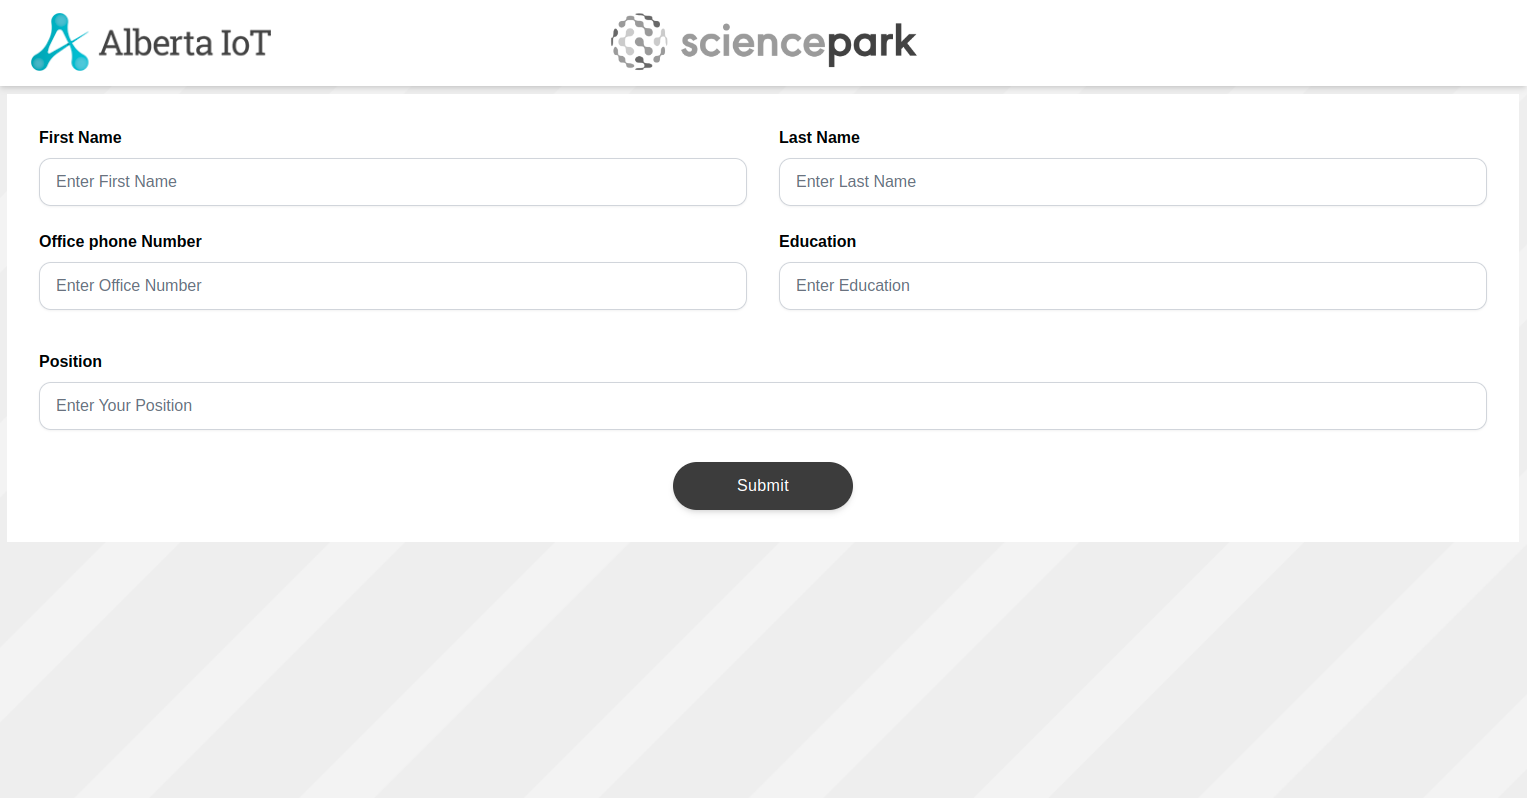 Alberta IoT
sciencepark
First Name
Last Name
Enter First Name
Enter Last Name
Office phone Number
Education
Enter Office Number
Enter Education
Position
Enter Your Position
Submit